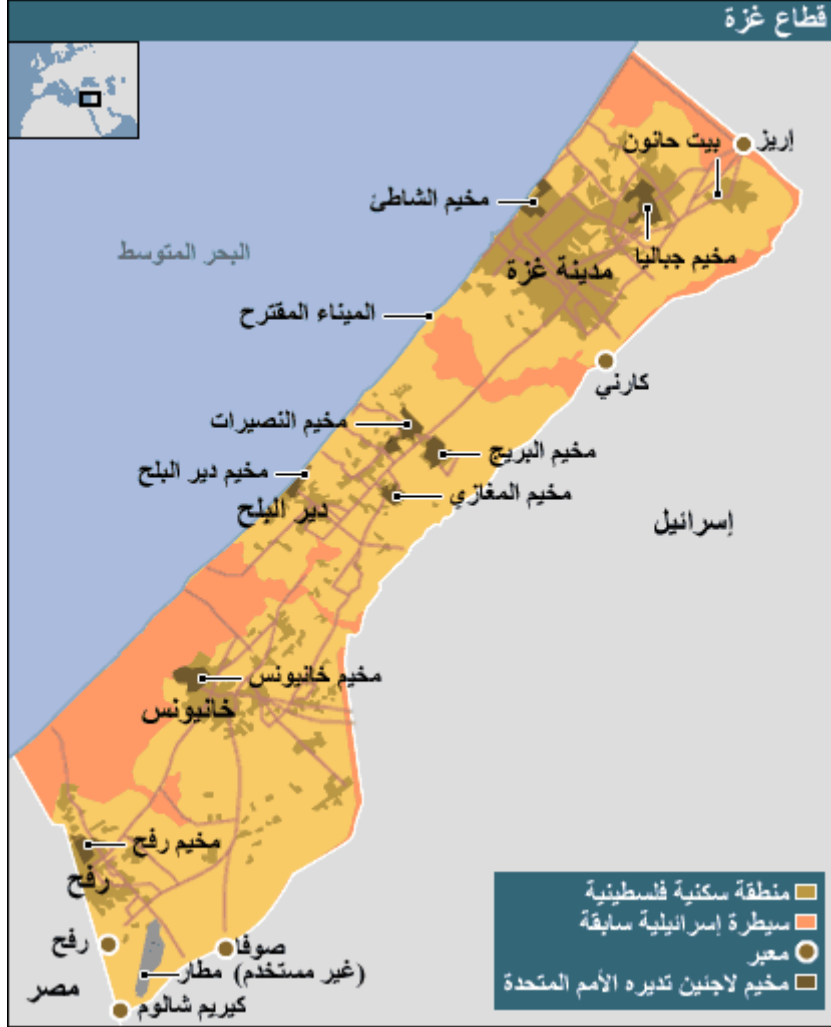 قطاع غزة
إريز
بيت حانون
مخيم الشاطئ
مخيم جباليا
البحر المتوسط
مدينة غزة
الميناء المقترح
كارني
مخيم النصيرات
مخيم البريج
مخيم دير البلح
مخيم المغازي
دير البلح
إسرائيل
مخيم خانيونس
خانيونس
مخيم رفح
رفح
منطقة سكنية فلسطينية
سيطرة إسرائيلية سابقة
معبر
مخيم لاجئين تديره الأمم المتحدة
رفح
صوفا
مطار (غير مستخدم)
مصر
كيريم شالوم